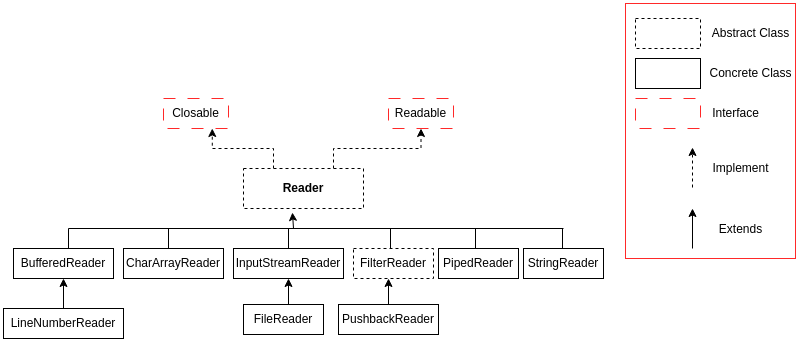 Abstract Class
Concrete Class
Closable
Readable
Interface
Implement
Reader
Extends
BufferedReader
CharArrayReader
InputStreamReader
FilterReader
PipedReader
StringReader
LineNumberReader
FileReader
PushbackReader